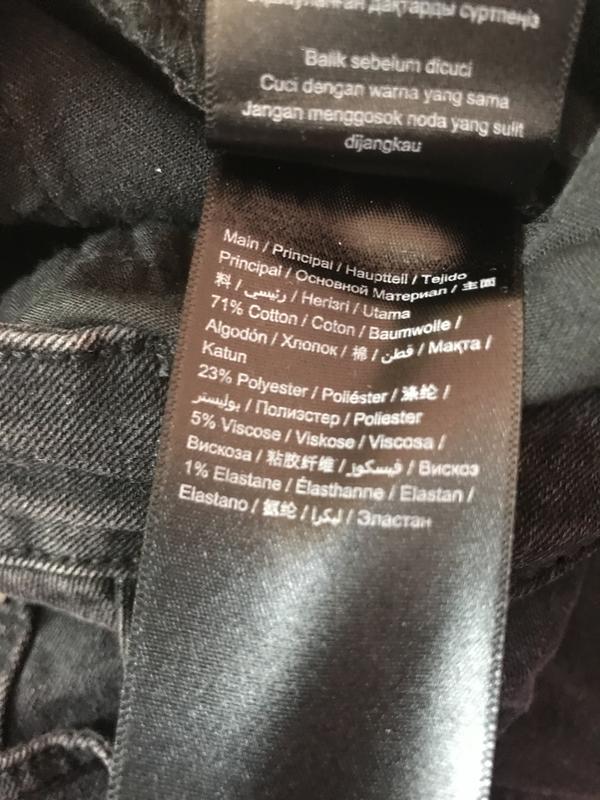 дақтарды сүртпеңіз
Balik sebelum dicuci
Cuci dengan warna yang sama
Jangan menggosok noda yang sulit
dijangkau
Main / Principal / Hauptteil / Tejido
Principal / Основной Материал / 主面
料 / رئيسي / Herisri / Utama
71% Cotton / Coton / Baumwolle /
Algodón / Хлопок / 棉 / قطن / Мақта /
Katun
23% Polyester / Poliéster / 涤纶 /
بوليستر / Полиэстер / Poliester
5% Viscose / Viskose / Viscosa /
Вискоза / 粘胶纤维 / فيسكوز / Вискоз
1% Elastane / Élasthanne / Elastan /
Elastano / 氨纶 / ليكرا / Эластан